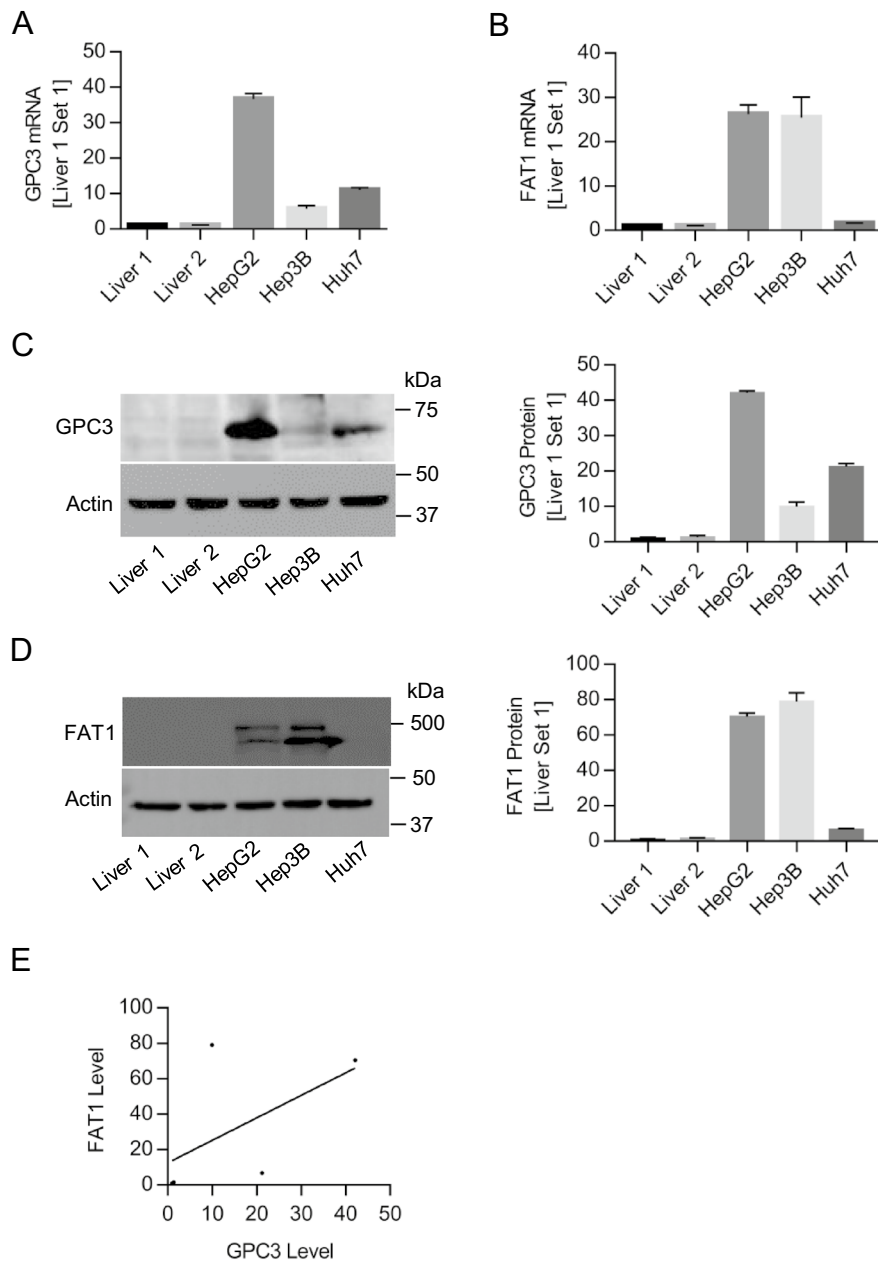 A
GPC3 mRNA
[Liver 1 Set 1]
50
40
30
20
10
0
Liver 1
Liver 2
HepG2
Hep3B
Huh7
B
FAT1 mRNA
[Liver 1 Set 1]
40
30
20
10
0
Liver 1
Liver 2
HepG2
Hep3B
Huh7
C
kDa
GPC3
75
50
Actin
37
Liver 1
Liver 2
HepG2
Hep3B
Huh7
GPC3 Protein
[Liver 1 Set 1]
50
40
30
20
10
0
Liver 1
Liver 2
HepG2
Hep3B
Huh7
D
kDa
FAT1
500
50
Actin
37
Liver 1
Liver 2
HepG2
Hep3B
Huh7
FAT1 Protein
[Liver Set 1]
100
80
60
40
20
0
Liver 1
Liver 2
HepG2
Hep3B
Huh7
E
FAT1 Level
100
80
60
40
20
0
0 10 20 30 40 50
GPC3 Level